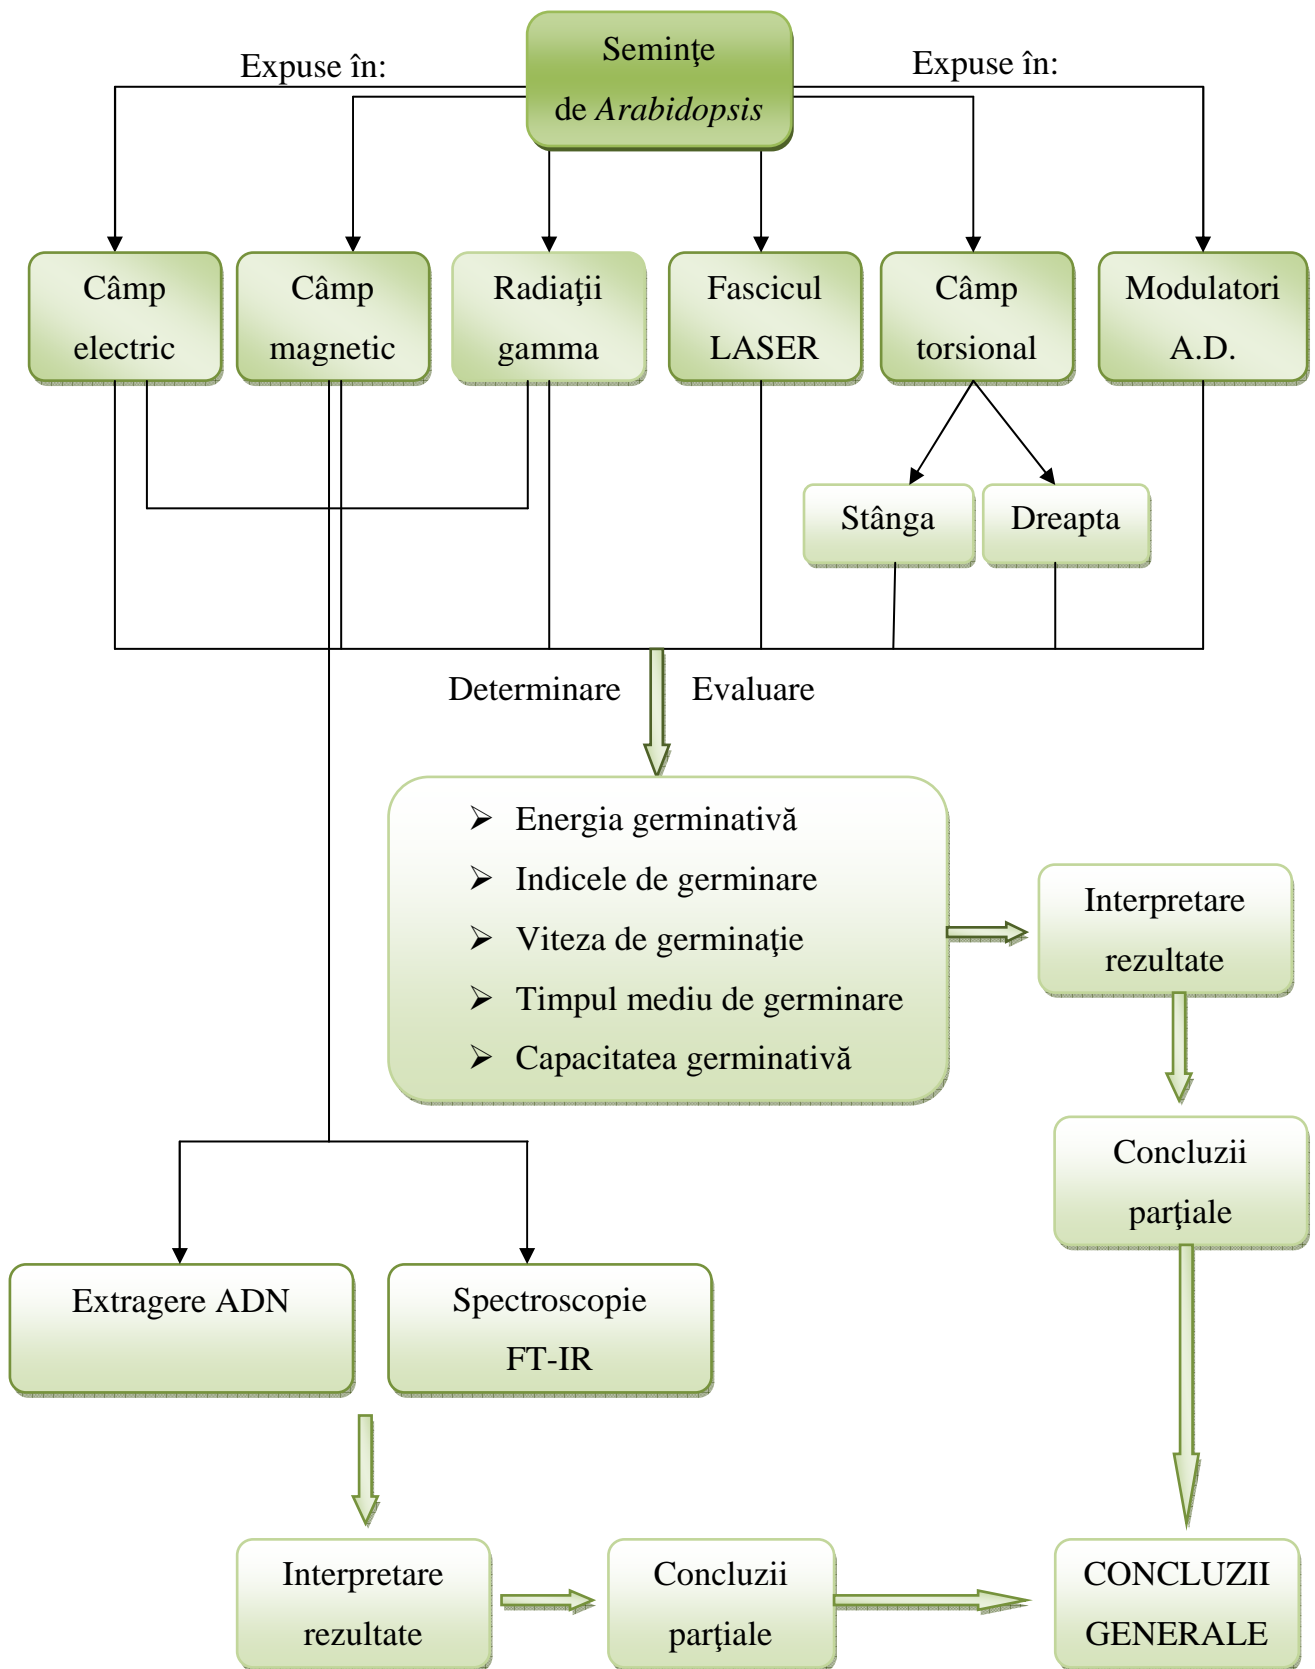 Expuse în:
Seminţe
de Arabidopsis
Expuse în:
Câmp
electric
Câmp
magnetic
Radiaţii
gamma
Fascicul
LASER
Câmp
torsional
Modulatori
A.D.
Stânga
Dreapta
Determinare
Evaluare
➢ Energia germinativă
➢ Indicele de germinare
➢ Viteza de germinaţie
➢ Timpul mediu de germinare
➢ Capacitatea germinativă
Interpretare
rezultate
Concluzii
parţiale
Extragere ADN
Spectroscopie
FT-IR
Interpretare
rezultate
Concluzii
parţiale
CONCLUZII
GENERALE